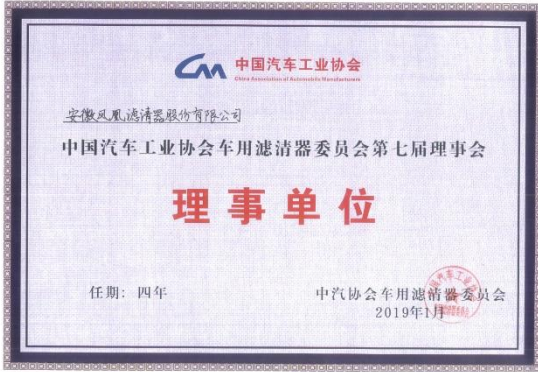 中国汽车工业协会
China Association of Automobile Manufacturers
安徽凤凰滤清器股份有限公司
中国汽车工业协会车用滤清器委员会第七届理事会
理事单位
任期：四年
中汽协会车用滤清器委员会
2019年1月